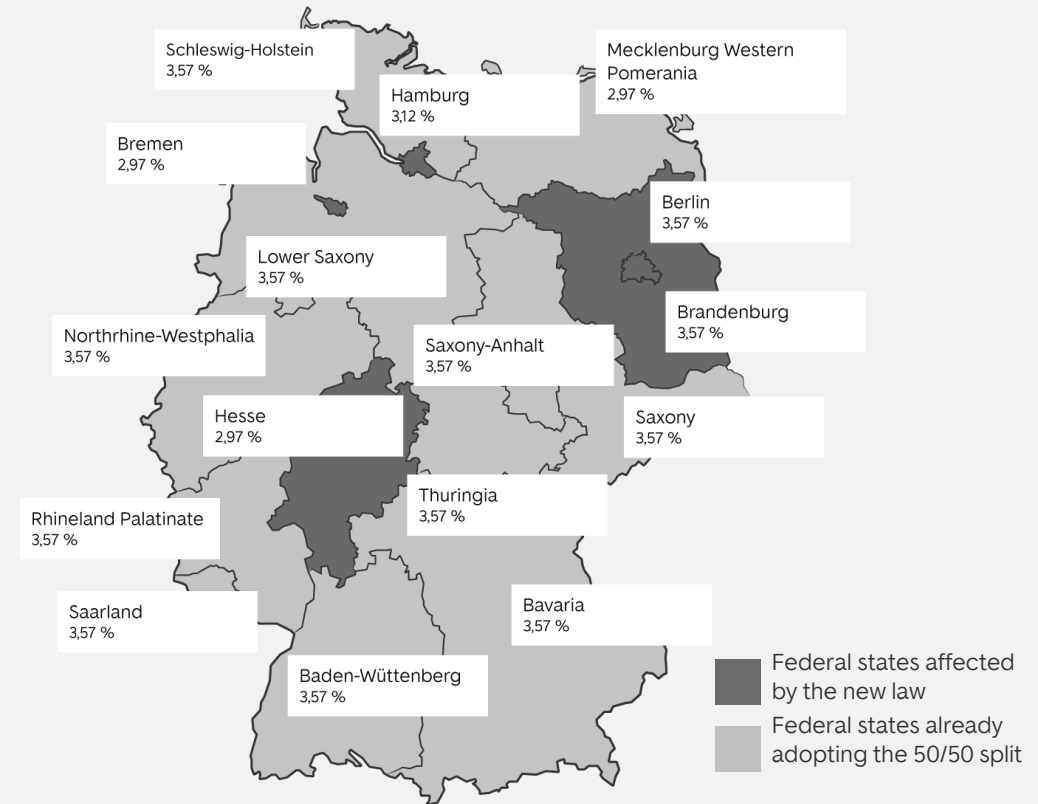 Schleswig-Holstein
3,57 %
Mecklenburg Western
Pomerania
2,97 %
Hamburg
3,12 %
Bremen
2,97 %
Berlin
3,57 %
Lower Saxony
3,57 %
Brandenburg
3,57 %
Northrhine-Westphalia
3,57 %
Saxony-Anhalt
3,57 %
Hesse
2,97 %
Saxony
3,57 %
Thuringia
3,57 %
Rhineland Palatinate
3,57 %
Saarland
3,57 %
Bavaria
3,57 %
Baden-Wüttenberg
3,57 %
Federal states affected
by the new law
Federal states already
adopting the 50/50 split